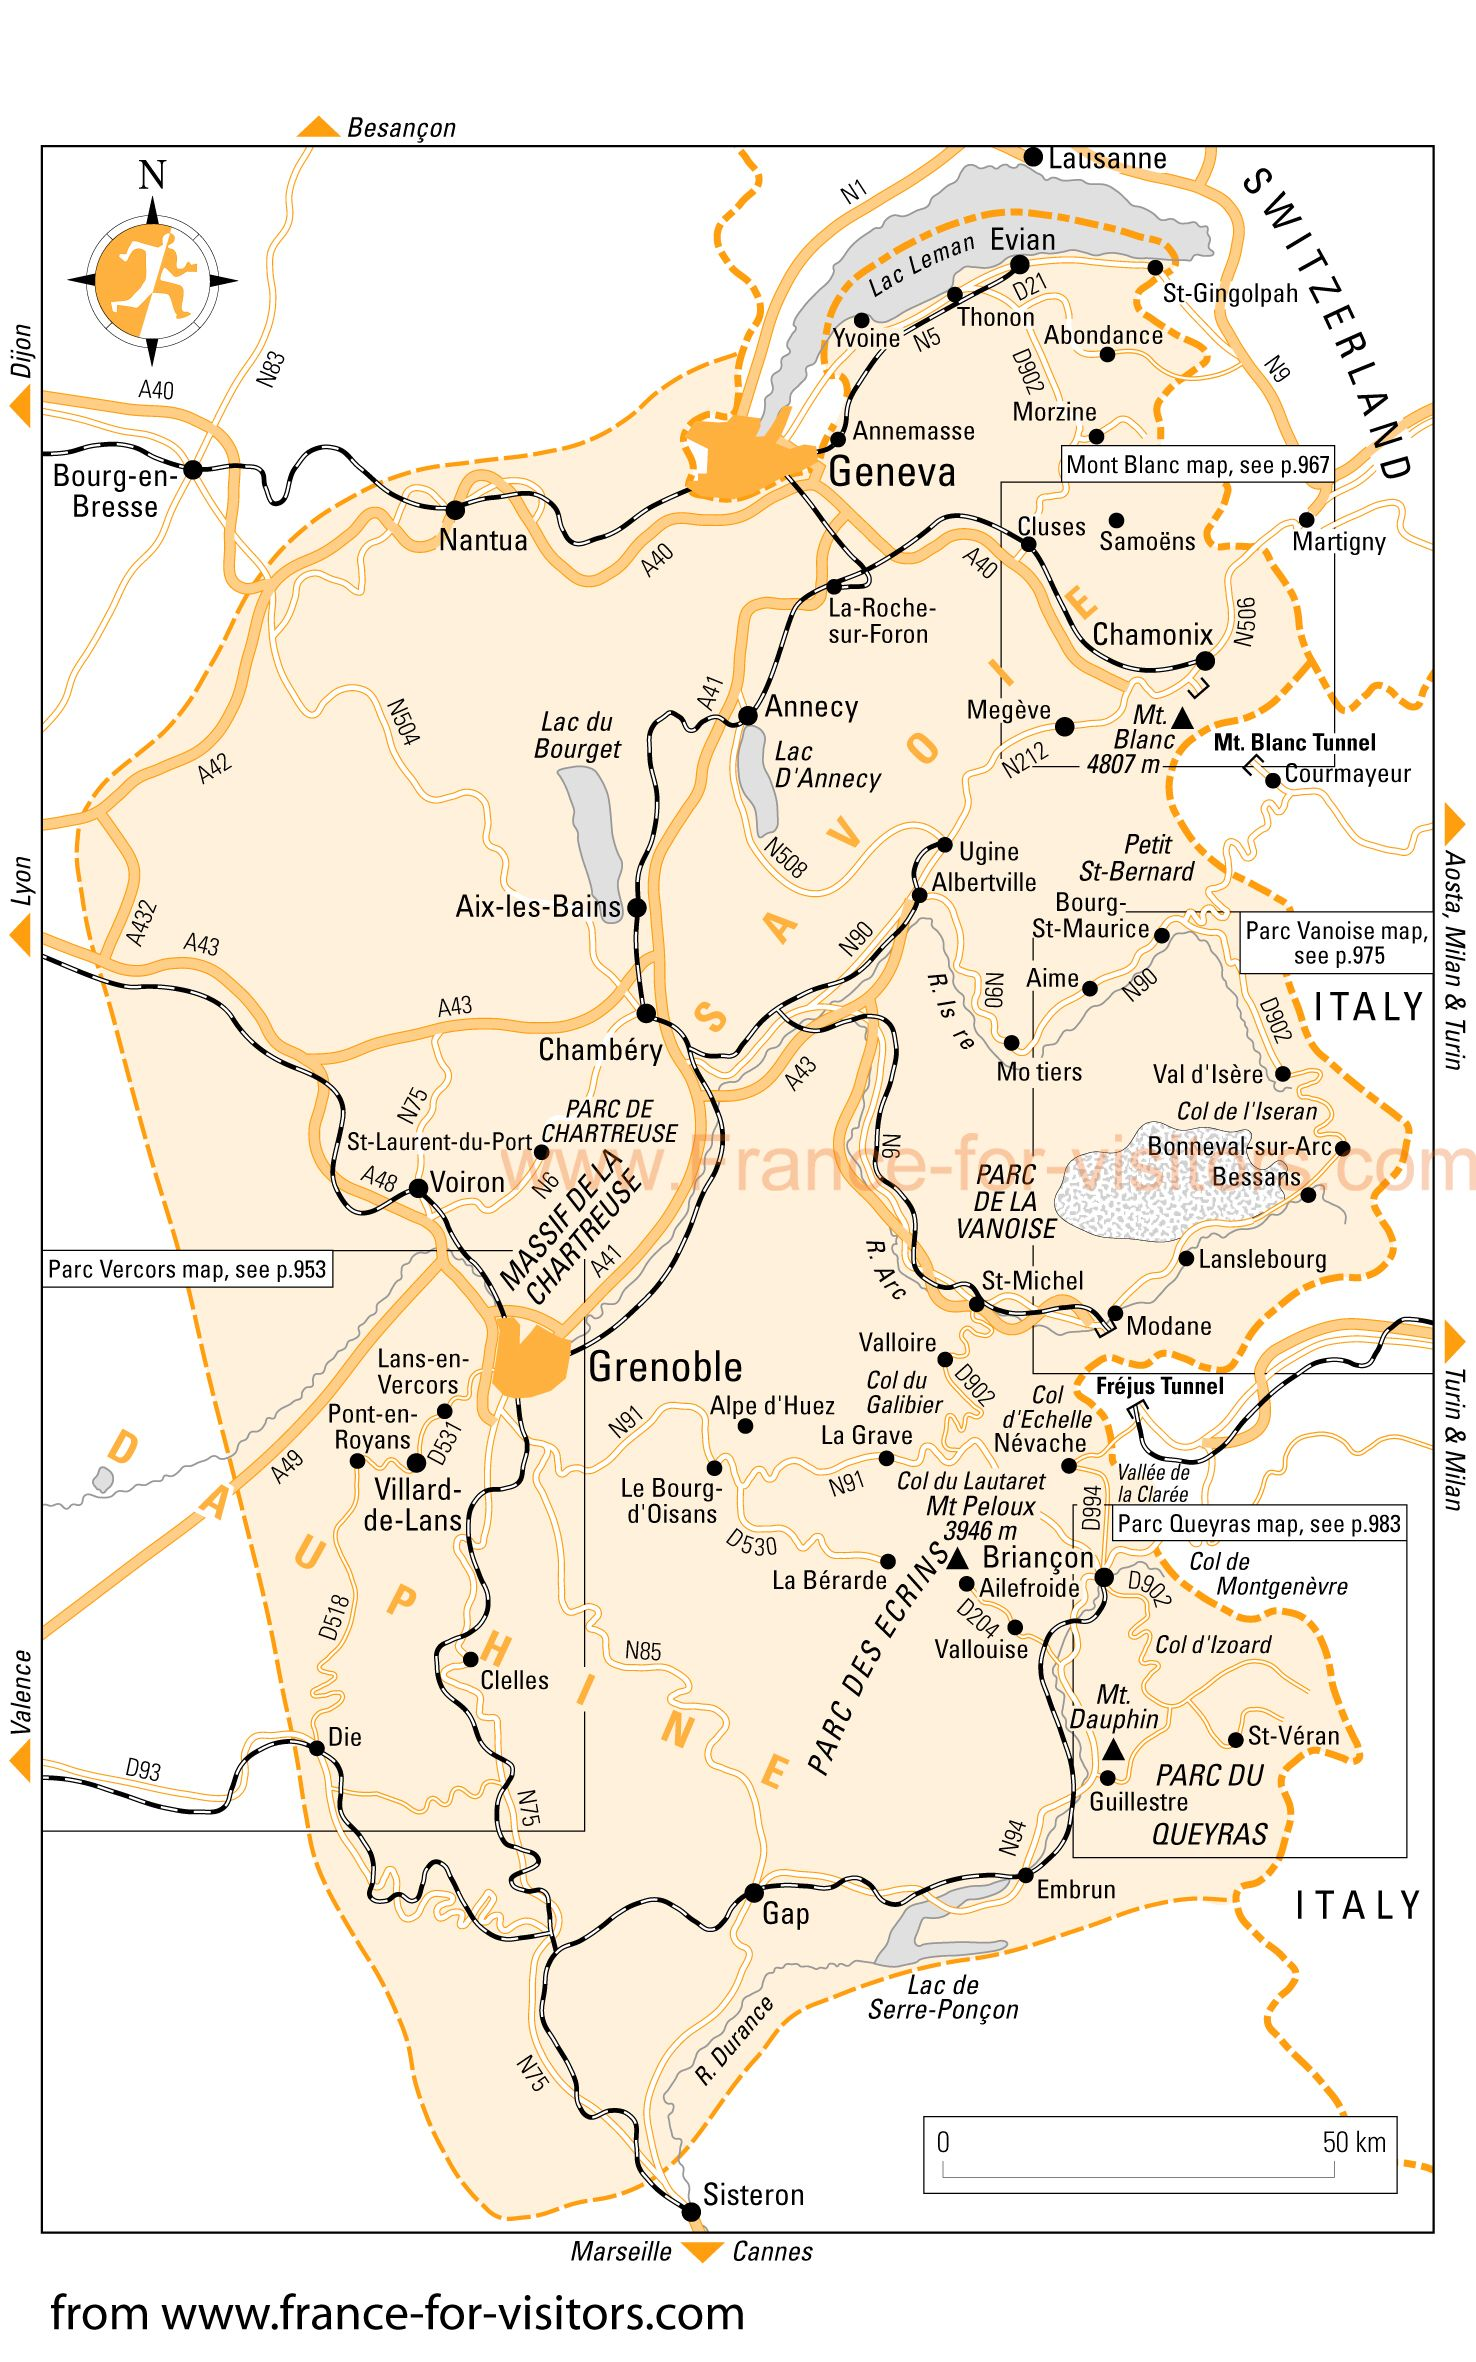 Besançon
N
Lausanne
SWITZERLAND
N1
Evian
Lac Leman
D21
St-Gingolpah
Thonon
Yvoine
N5
Abondance
D902
N9
Dijon
A40
N83
Morzine
Annemasse
Mont Blanc map, see p.967
Geneva
Bourg-en-
Bresse
Nantua
Cluses
Samoëns
Martigny
A40
A40
La-Roche-
sur-Foron
Chamonix
N506
A41
Annecy
Megève
Mt.
Blanc
4807 m
N504
Lac du
Bourget
Lac
D'Annecy
Mt. Blanc Tunnel
Courmayeur
N212
A42
SAVOIE
N508
Ugine
Albertville
Petit
St-Bernard
Bourg-
St-Maurice
Lyon
Aosta, Milan & Turin
Aix-les-Bains
A432
A43
N90
Parc Vanoise map,
see p.975
Aime
N90
N90
R. Is re
ITALY
A43
D902
Chambéry
Mo tiers
Val d'Isère
A43
N75
PARC DE
CHARTREUSE
Col de l'Iseran
St-Laurent-du-Port
N6
www.France-for-visitors.com
Bonneval-sur-Arc
Bessans
A48
Voiron
N6
MASSIF DE LA
CHARTREUSE
PARC
DE LA
VANOISE
Parc Vercors map, see p.953
A41
R. Arc
Lanslebourg
St-Michel
Modane
Valloire
Grenoble
Lans-en-
Vercors
Col du
Galibier
D902
Fréjus Tunnel
Turin & Milan
Pont-en-
Royans
D531
N91
Alpe d'Huez
Col
d'Echelle
Névache
La Grave
A49
Villard-
de-Lans
Le Bourg-
d'Oisans
N91
Col du Lautaret
Vallée de
la Clarée
Mt Peloux
3946 m
D994
Parc Queyras map, see p.983
DAUPHINE
D530
La Bérarde
Briançon
Col de
Montgenèvre
Ailefroide
D902
D204
Vallouise
D518
PARC DES ECRINS
Col d'Izoard
N85
Clelles
Valence
Mt.
Dauphin
Die
St-Véran
D93
PARC DU
QUEYRAS
Guillestre
N75
N94
Embrun
Gap
ITALY
Lac de
Serre-Ponçon
R. Durance
N75
0 50 km
Sisteron
Marseille Cannes
from www.france-for-visitors.com